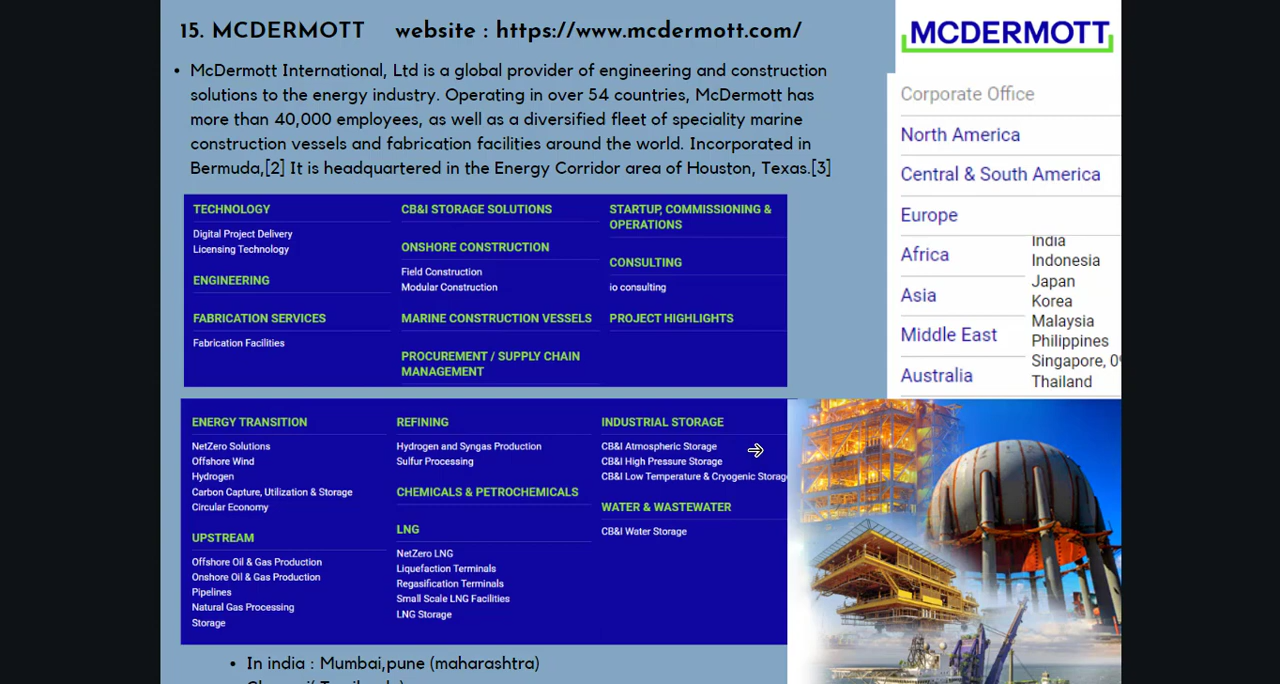 15. MCDERMOTT website : https://www.mcdermott.com/
• McDermott International, Ltd is a global provider of engineering and construction
solutions to the energy industry. Operating in over 54 countries, McDermott has
more than 40,000 employees, as well as a diversified fleet of speciality marine
construction vessels and fabrication facilities around the world. Incorporated in
Bermuda,[2] It is headquartered in the Energy Corridor area of Houston, Texas.[3]
MCDERMOTT
Corporate Office
North America
Central & South America
Europe
Africa
Asia
Middle East
Australia
India
Indonesia
Japan
Korea
Malaysia
Philippines
Singapore,
Thailand
TECHNOLOGY
Digital Project Delivery
Licensing Technology
ENGINEERING
FABRICATION SERVICES
Fabrication Facilities
CB&I STORAGE SOLUTIONS
ONSHORE CONSTRUCTION
Field Construction
Modular Construction
MARINE CONSTRUCTION VESSELS
PROCUREMENT / SUPPLY CHAIN
MANAGEMENT
STARTUP, COMMISSIONING &
OPERATIONS
CONSULTING
io consulting
PROJECT HIGHLIGHTS
ENERGY TRANSITION
NetZero Solutions
Offshore Wind
Hydrogen
Carbon Capture, Utilization & Storage
Circular Economy
UPSTREAM
Offshore Oil & Gas Production
Onshore Oil & Gas Production
Pipelines
Natural Gas Processing
Storage
REFINING
Hydrogen and Syngas Production
Sulfur Processing
CHEMICALS & PETROCHEMICALS
LNG
NetZero LNG
Liquefaction Terminals
Regasification Terminals
Small Scale LNG Facilities
LNG Storage
INDUSTRIAL STORAGE
CB&I Atmospheric Storage
CB&I High Pressure Storage
CB&I Low Temperature & Cryogenic Storag
WATER & WASTEWATER
CB&I Water Storage
• In india : Mumbai,pune (maharashtra)